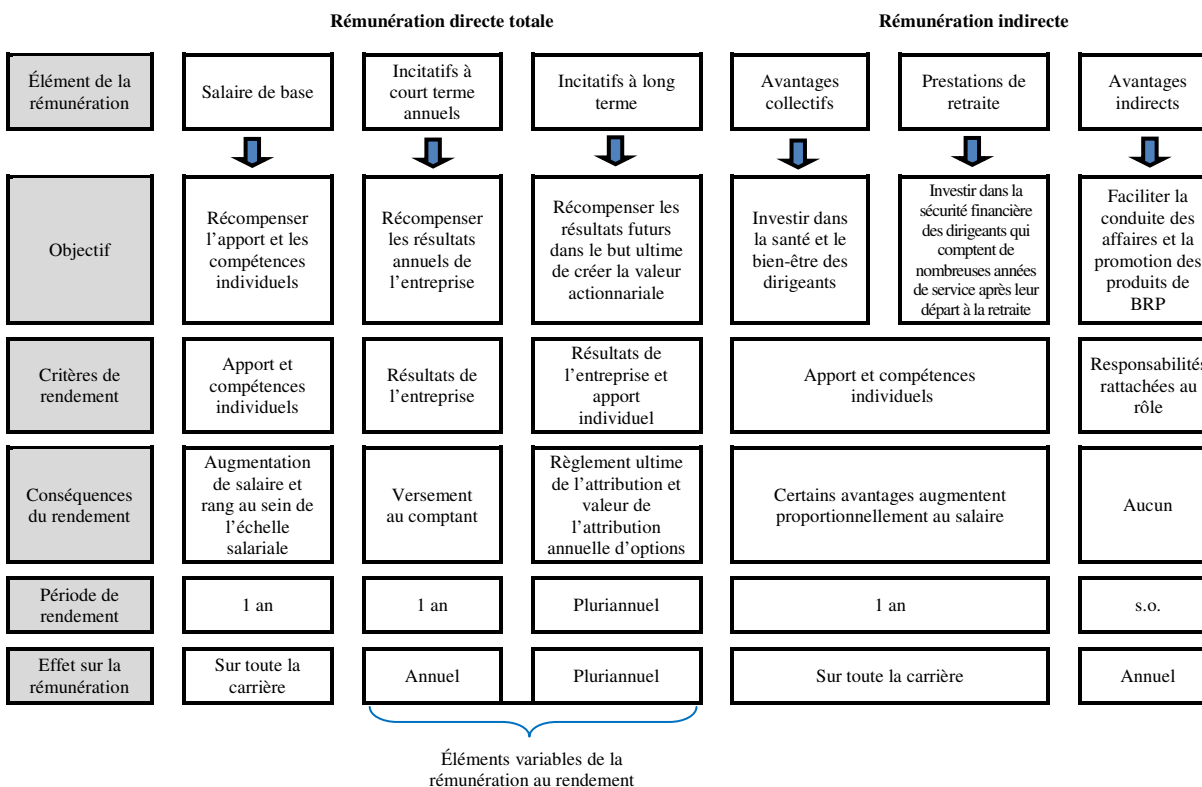 Rémunération directe totale
Rémunération indirecte
Élément de la
rémunération
Salaire de base
Incitatifs à
court terme
annuels
Incitatifs à long
terme
Avantages
collectifs
Prestations de
retraite
Avantages
indirects
Objectif
Récompenser
l'apport et les
compétences
individuels
Récompenser
les résultats
annuels de
l'entreprise
Récompenser les
résultats futurs
dans le but ultime
de créer la valeur
actionnariale
Investir dans
la santé et le
bien-être des
dirigeants
Investir dans la
sécurité financière
des dirigeants qui
comptent de
nombreuses années
de service après leur
départ à la retraite
Faciliter la
conduite des
affaires et la
promotion des
produits de
BRP
Critères de
rendement
Apport et
compétences
individuels
Résultats de
l'entreprise
Résultats de
l'entreprise et
apport
individuel
Apport et compétences
individuels
Responsabilités
rattachées au
rôle
Conséquences
du rendement
Augmentation
de salaire et
rang au sein de
l'échelle
salariale
Versement
au comptant
Règlement ultime
de l'attribution et
valeur de
l'attribution
annuelle d'options
Certains avantages augmentent
proportionnellement au salaire
Aucun
Période de
rendement
1 an
1 an
Pluriannuel
1 an
s.o.
Effet sur la
rémunération
Sur toute la
carrière
Annuel
Pluriannuel
Sur toute la carrière
Annuel
Éléments variables de la
rémunération au rendement